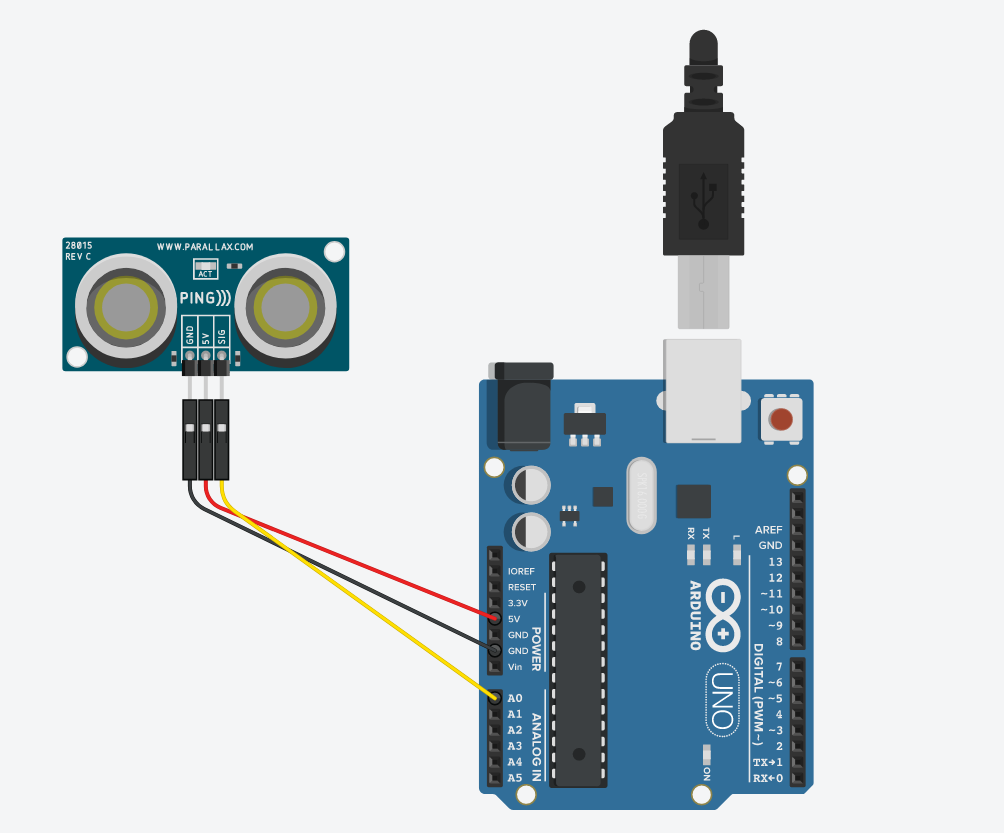 28015
REV C
WWW.PARALLAX.COM
ACT
PING)))
GND
5V
SIG
RX
TX
L
AREF
GND
13
12
~11
~10
~9
8
7
~6
~5
4
~3
2
TX→1
RX←0
DIGITAL (PWM~)
ARDUINO
UNO
ON
IOREF
RESET
3.3V
5V
GND
GND
Vin
POWER
A0
A1
A2
A3
A4
A5
ANALOG IN